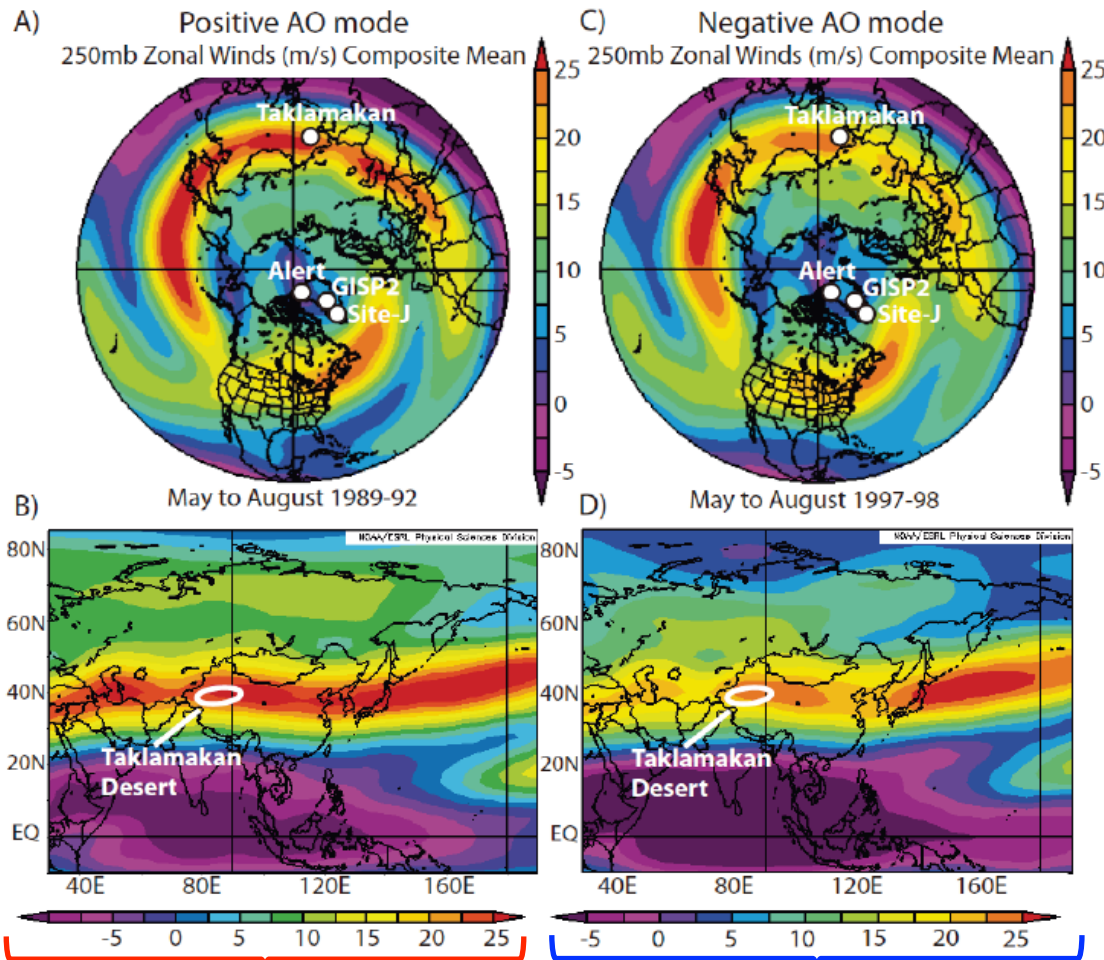 A)
Positive AO mode
250mb Zonal Winds (m/s) Composite Mean
25
20
15
10
5
0
-5
Taklamakan
Alert
GISP2
Site-J
May to August 1989-92
C)
Negative AO mode
250mb Zonal Winds (m/s) Composite Mean
25
20
15
10
5
0
-5
Taklamakan
Alert
GISP2
Site-J
May to August 1997-98
B)
NOAA/ESRL Physical Sciences Division
80N
60N
40N
20N
EQ
Taklamakan
Desert
40E 80E 120E 160E
-5 0 5 10 15 20 25
D)
NOAA/ESRL Physical Sciences Division
80N
60N
40N
20N
EQ
Taklamakan
Desert
40E 80E 120E 160E
-5 0 5 10 15 20 25